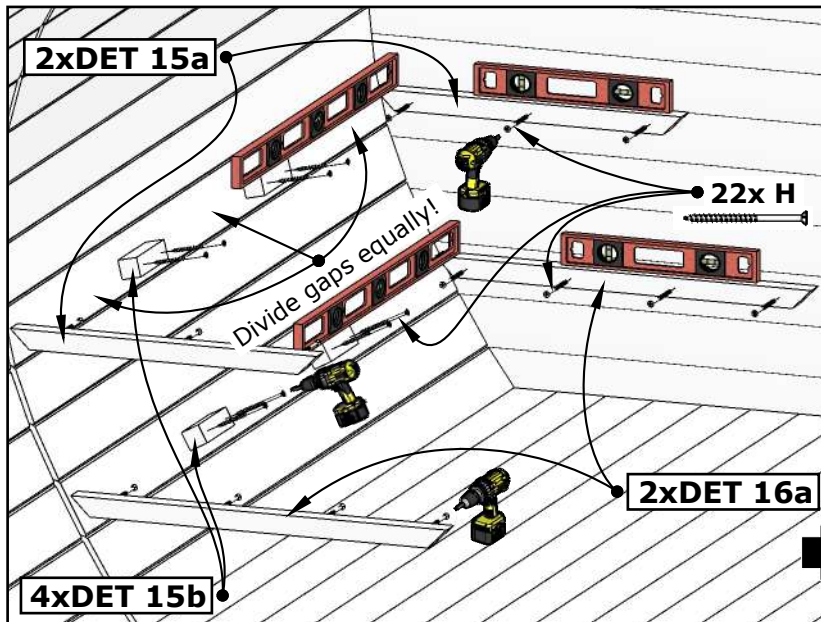 2xDET 15a
22x H
Divide gaps equally!
2xDET 16a
4xDET 15b